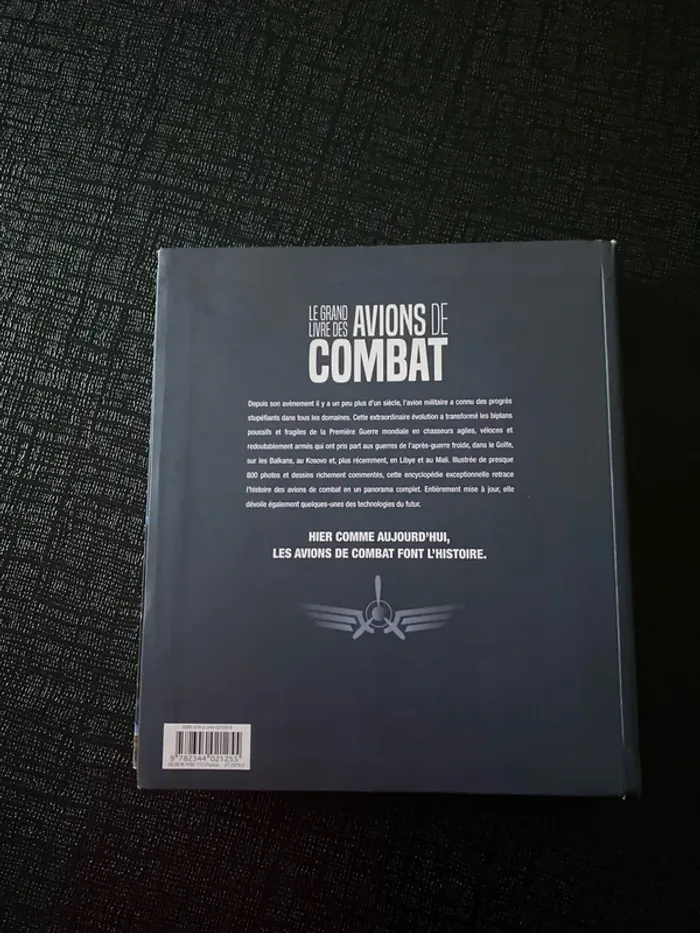 LE GRAND
LIVRE DES AVIONS DE
COMBAT
Depuis son avènement il y a un peu plus d'un siècle, l'avion militaire a connu des progrès
stupéfiants dans tous les domaines. Cette extraordinaire évolution a transformé les biplans
poussifs et fragiles de la Première Guerre mondiale en chasseurs agiles, véloces et
redoutablement armés qui ont pris part aux guerres de l'après-guerre froide, dans le Golfe,
sur les Balkans, au Kosovo et, plus récemment, en Libye et au Mali. Illustrée de presque
800 photos et dessins richement commentés, cette encyclopédie exceptionnelle retrace
l'histoire des avions de combat en un panorama complet. Entièrement mise à jour, elle
dévoile également quelques-unes des technologies du futur.
HIER COMME AUJOURD'HUI,
LES AVIONS DE COMBAT FONT L'HISTOIRE.
9 782344 021255